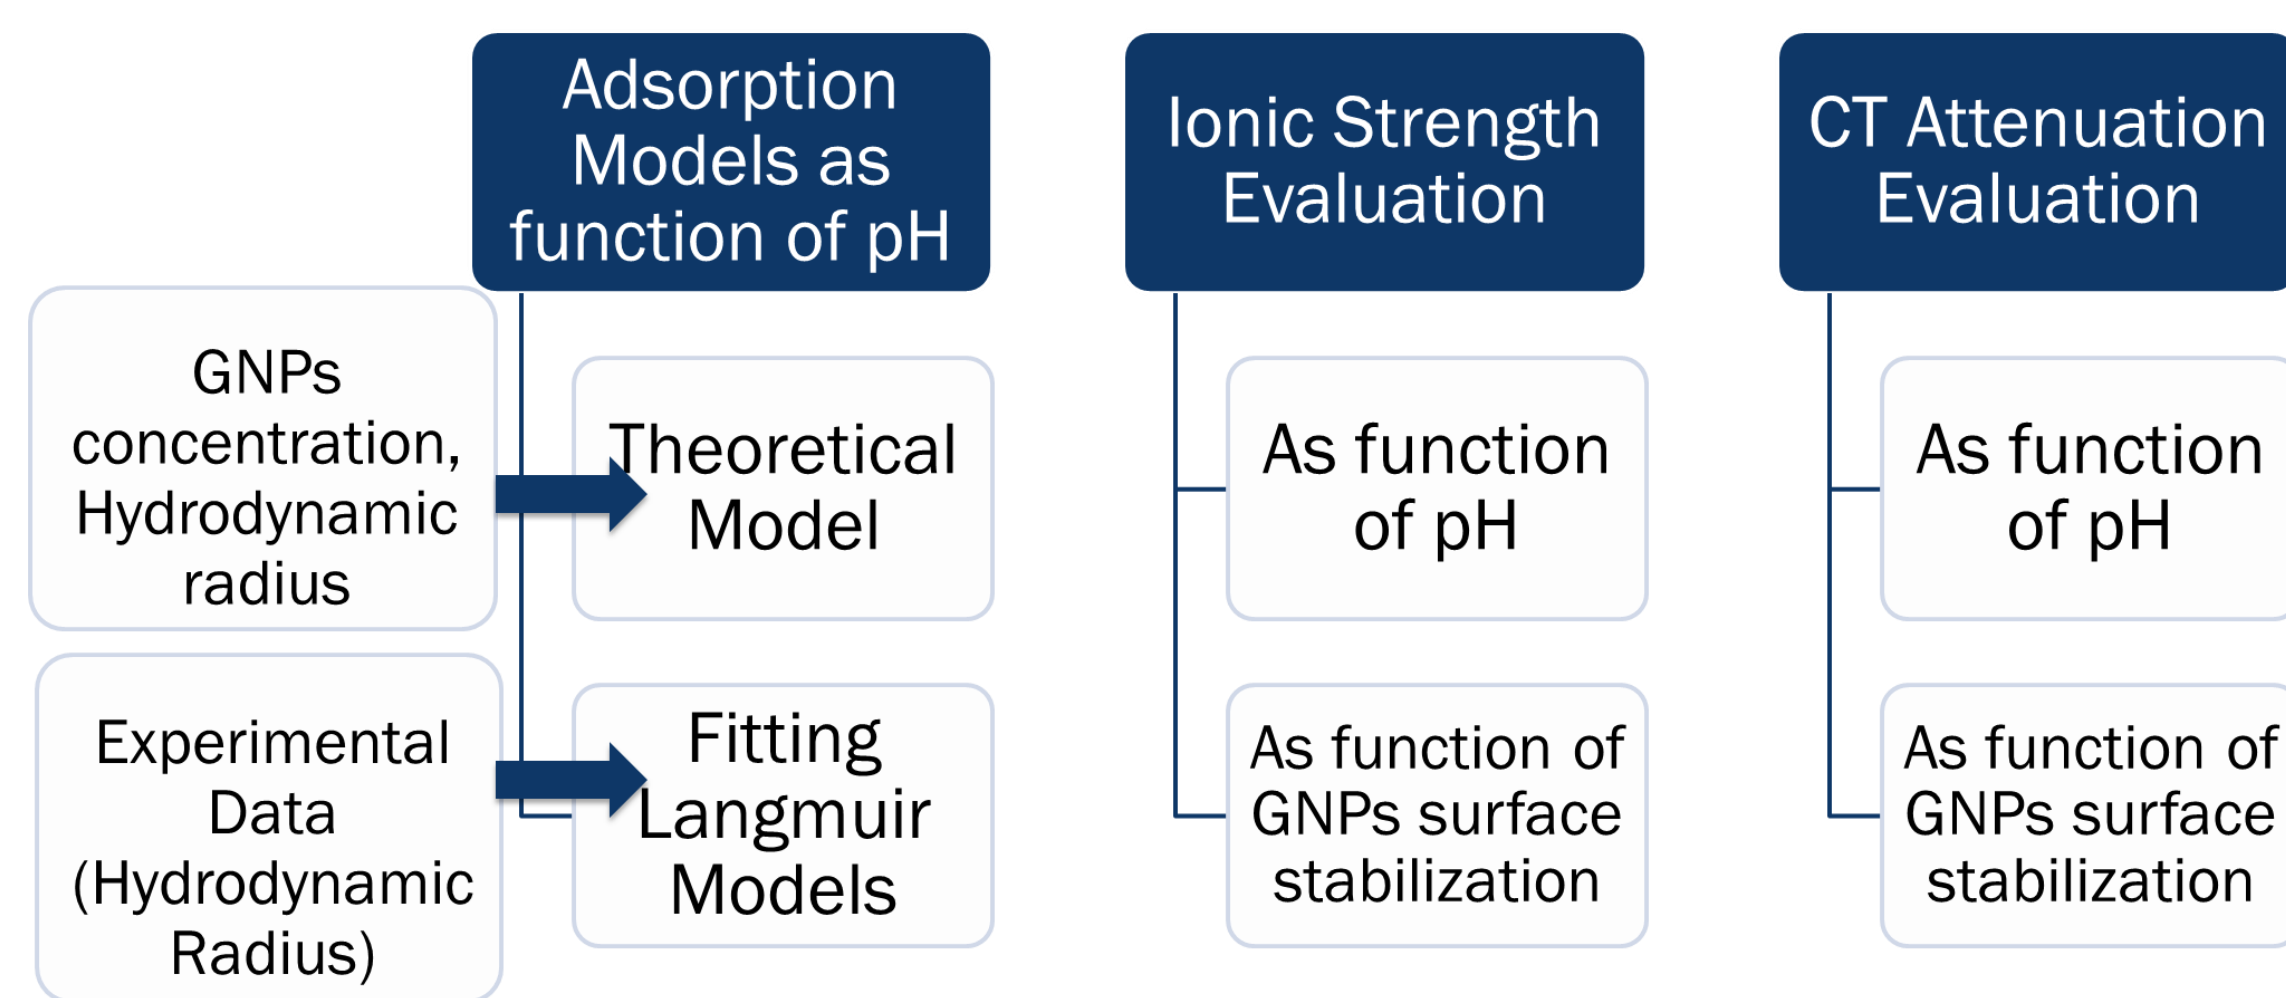 Adsorption
Models as
function of pH
GNPs
concentration,
Hydrodynamic
radius
Theoretical
Model
Experimental
Data
(Hydrodynamic
Radius)
Fitting
Langmuir
Models
Ionic Strength
Evaluation
As function
of pH
As function of
GNPs surface
stabilization
CT Attenuation
Evaluation
As function
of pH
As function of
GNPs surface
stabilization